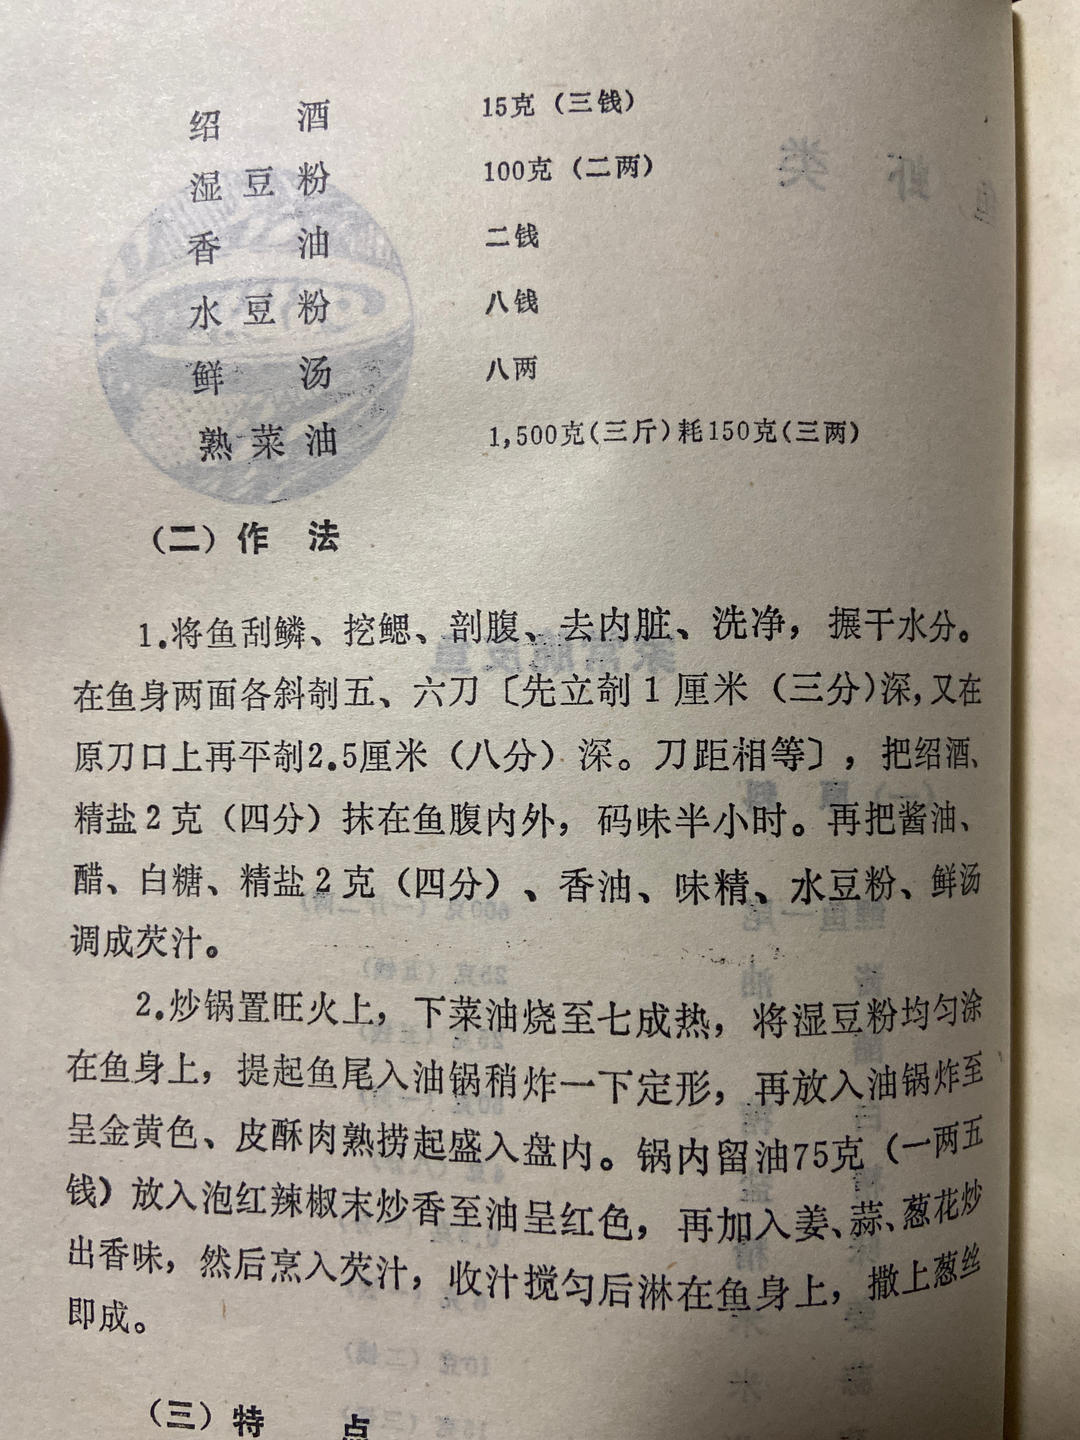 绍酒 15克（三钱）
湿豆粉 100克（二两）
香油 二钱
水豆粉 八钱
鲜汤 八两
熟菜油 1,500克(三斤)耗150克(三两)
（二）作 法
1.将鱼刮鳞、挖鳃、剖腹、去内脏、洗净，搌干水分。
在鱼身两面各斜剞五、六刀〔先立剞1厘米（三分)深，又在
原刀口上再平剞2.5厘米（八分）深。刀距相等〕，把绍酒、
精盐2克（四分）抹在鱼腹内外，码味半小时。再把酱油、
醋、白糖、精盐2克（四分）、香油、味精、水豆粉、鲜汤
调成芡汁。
2.炒锅置旺火上，下菜油烧至七成热，将湿豆粉均匀涂
在鱼身上，提起鱼尾入油锅稍炸一下定形，再放入油锅炸至
呈金黄色、皮酥肉熟捞起盛入盘内。锅内留油75克（一两五
钱）放入泡红辣椒末炒香至油呈红色，再加入姜、蒜、葱花炒
出香味，然后烹入芡汁，收汁搅匀后淋在鱼身上，撒上葱丝
即成。
（三）特 点